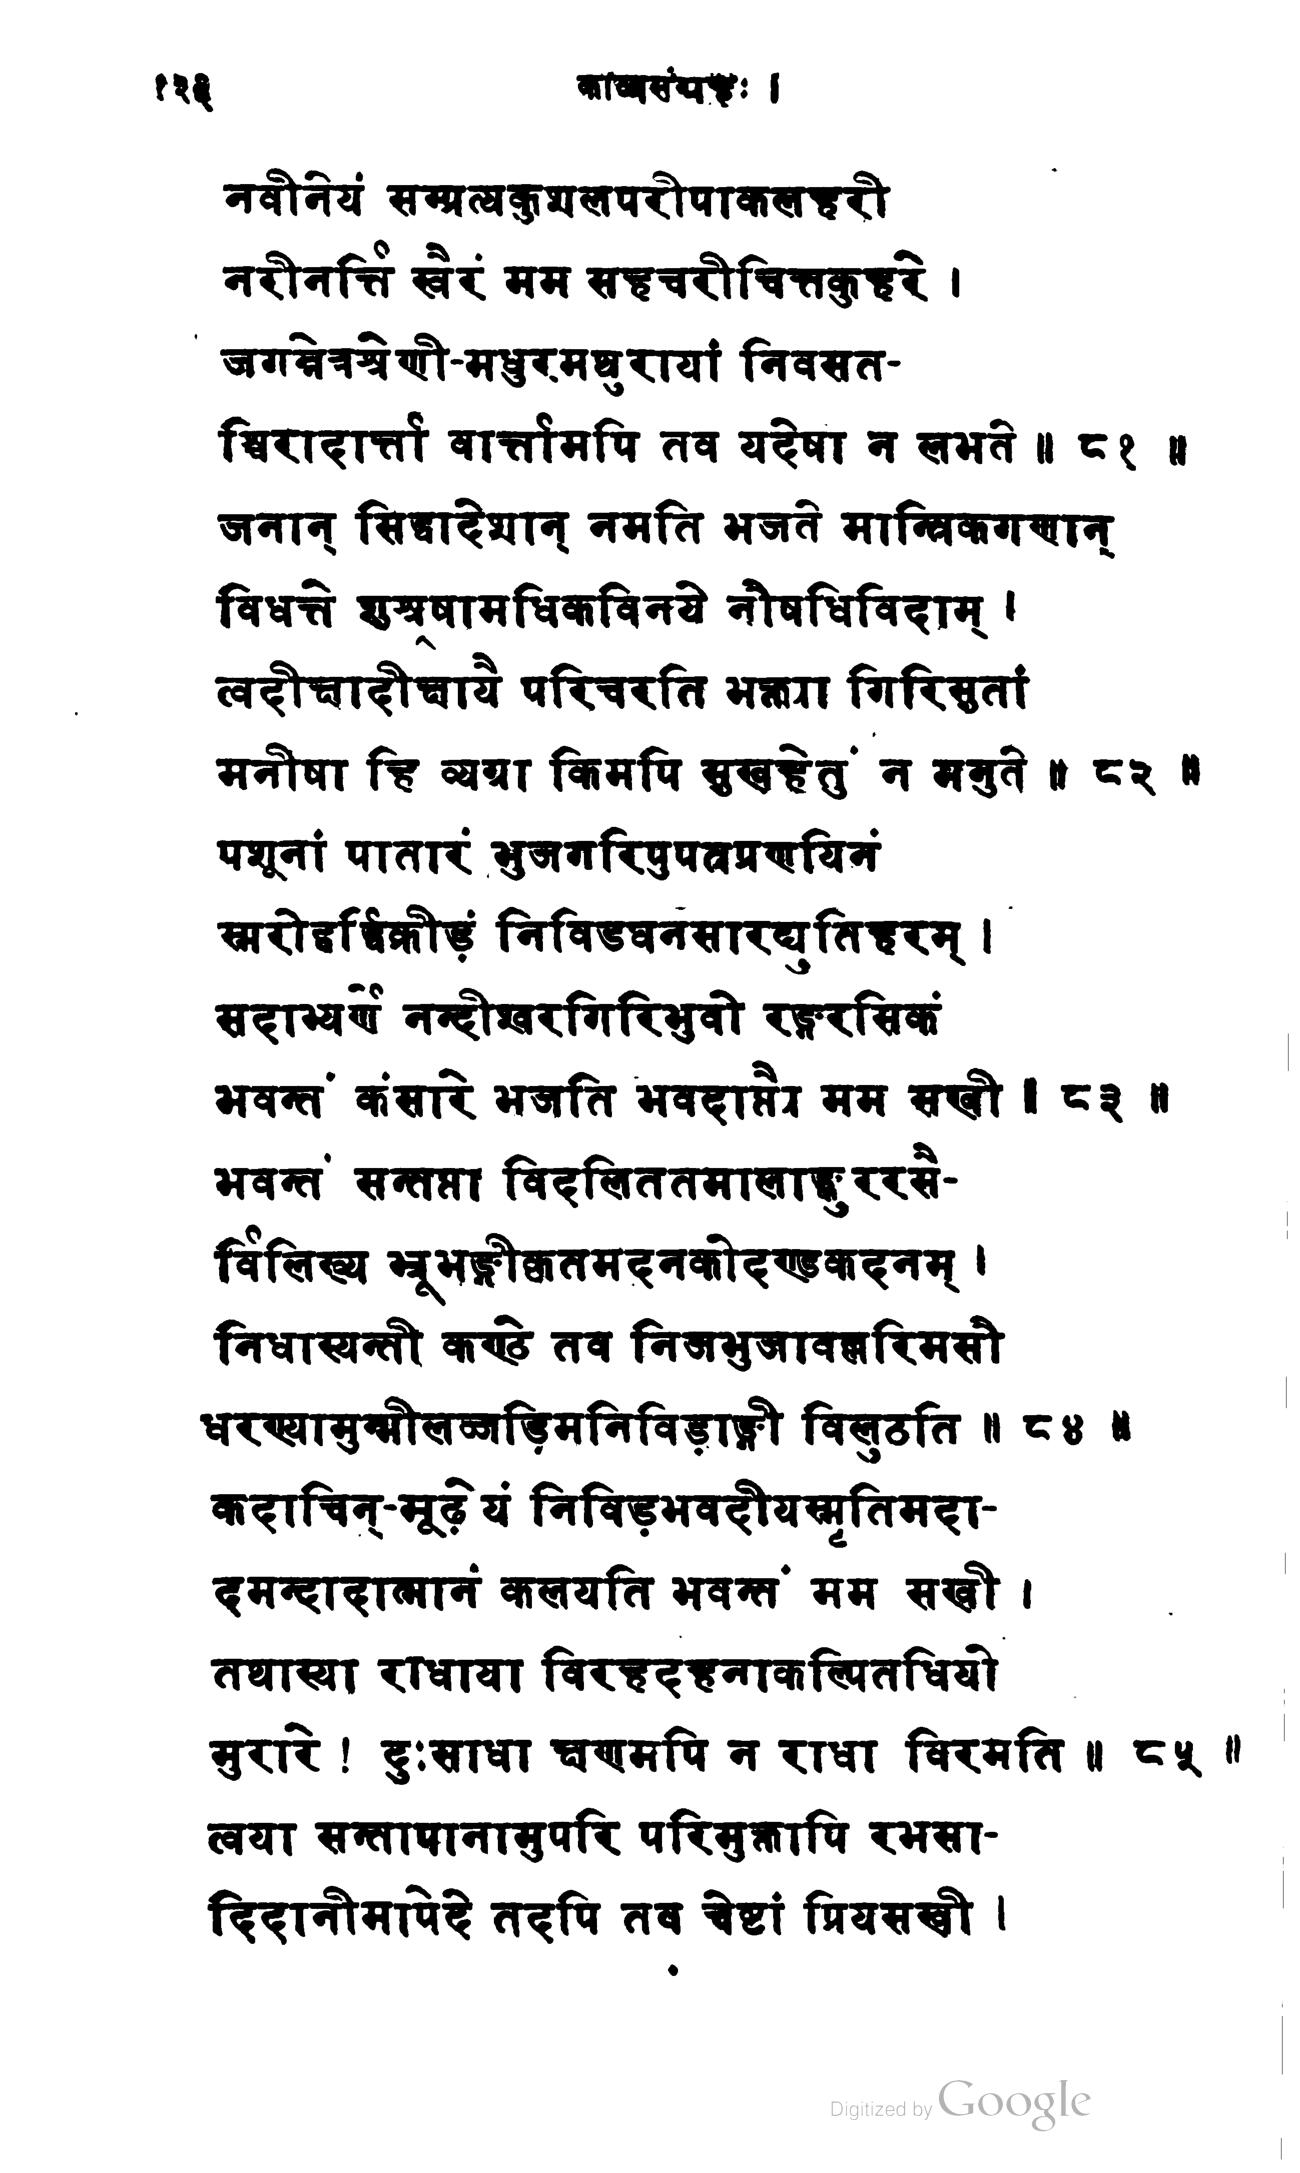 १२६ काव्यसंग्रहः ।
नवीनेयं सम्प्रत्यकुशलपरीपाकलहरी
नरीनर्त्ति स्वैरं मम सहचरीचित्तकुहरे ।
जगन्नेत्रश्रेणी-मधुरमथुरायां निवसत-
श्चिरादार्त्ता वार्त्तामपि तव यदेषा न लभते ॥ ८१ ॥
जनान् सिद्धादेशान् नमति भजते मान्त्रिकगणान्
विधत्ते शुश्रूषामधिकविनये नौषधिविदाम् ।
त्वदीक्षादीक्षायै परिचरति भक्त्या गिरिसुतां
मनीषा हि व्यग्रा किमपि सुखहेतुं न मनुते ॥ ८२ ॥
पशूनां पातारं भुजगरिपुपत्रप्रणयिनं
स्मरोद्वर्द्धिक्रीड़ं निविडघनसारद्युतिहरम् ।
सदाभ्यर्णे नन्दीश्वरगिरिभुवो रङ्गरसिकं
भवन्तं कंसारे भजति भवदाप्त्यै मम सखी ॥ ८३ ॥
भवन्तं सन्तप्ता विदलिततमालाङ्कुररसै-
र्विलिख्य भ्रूभङ्गीकृतमदनकोदण्डकदनम् ।
निधास्यन्ती कण्ठे तव निजभुजावल्लरिमसौ
धरण्यामुन्मीलज्जड़िमनिविड़ाङ्गी विलुठति ॥ ८४ ॥
कदाचिन्-मूढ़ेयं निविड़भवदीयस्मृतिमदा-
दमन्दादात्मानं कलयति भवन्तं मम सखी ।
तथास्या राधाया विरहदहनाकल्पितधियो
मुरारे ! दुःसाधा क्षणमपि न राधा विरमति ॥ ८५ ॥
त्वया सन्तापानामुपरि परिमुक्तापि रभसा-
दिदानीमापेदे तदपि तव चेष्टां प्रियसखी ।
Digitized by Google